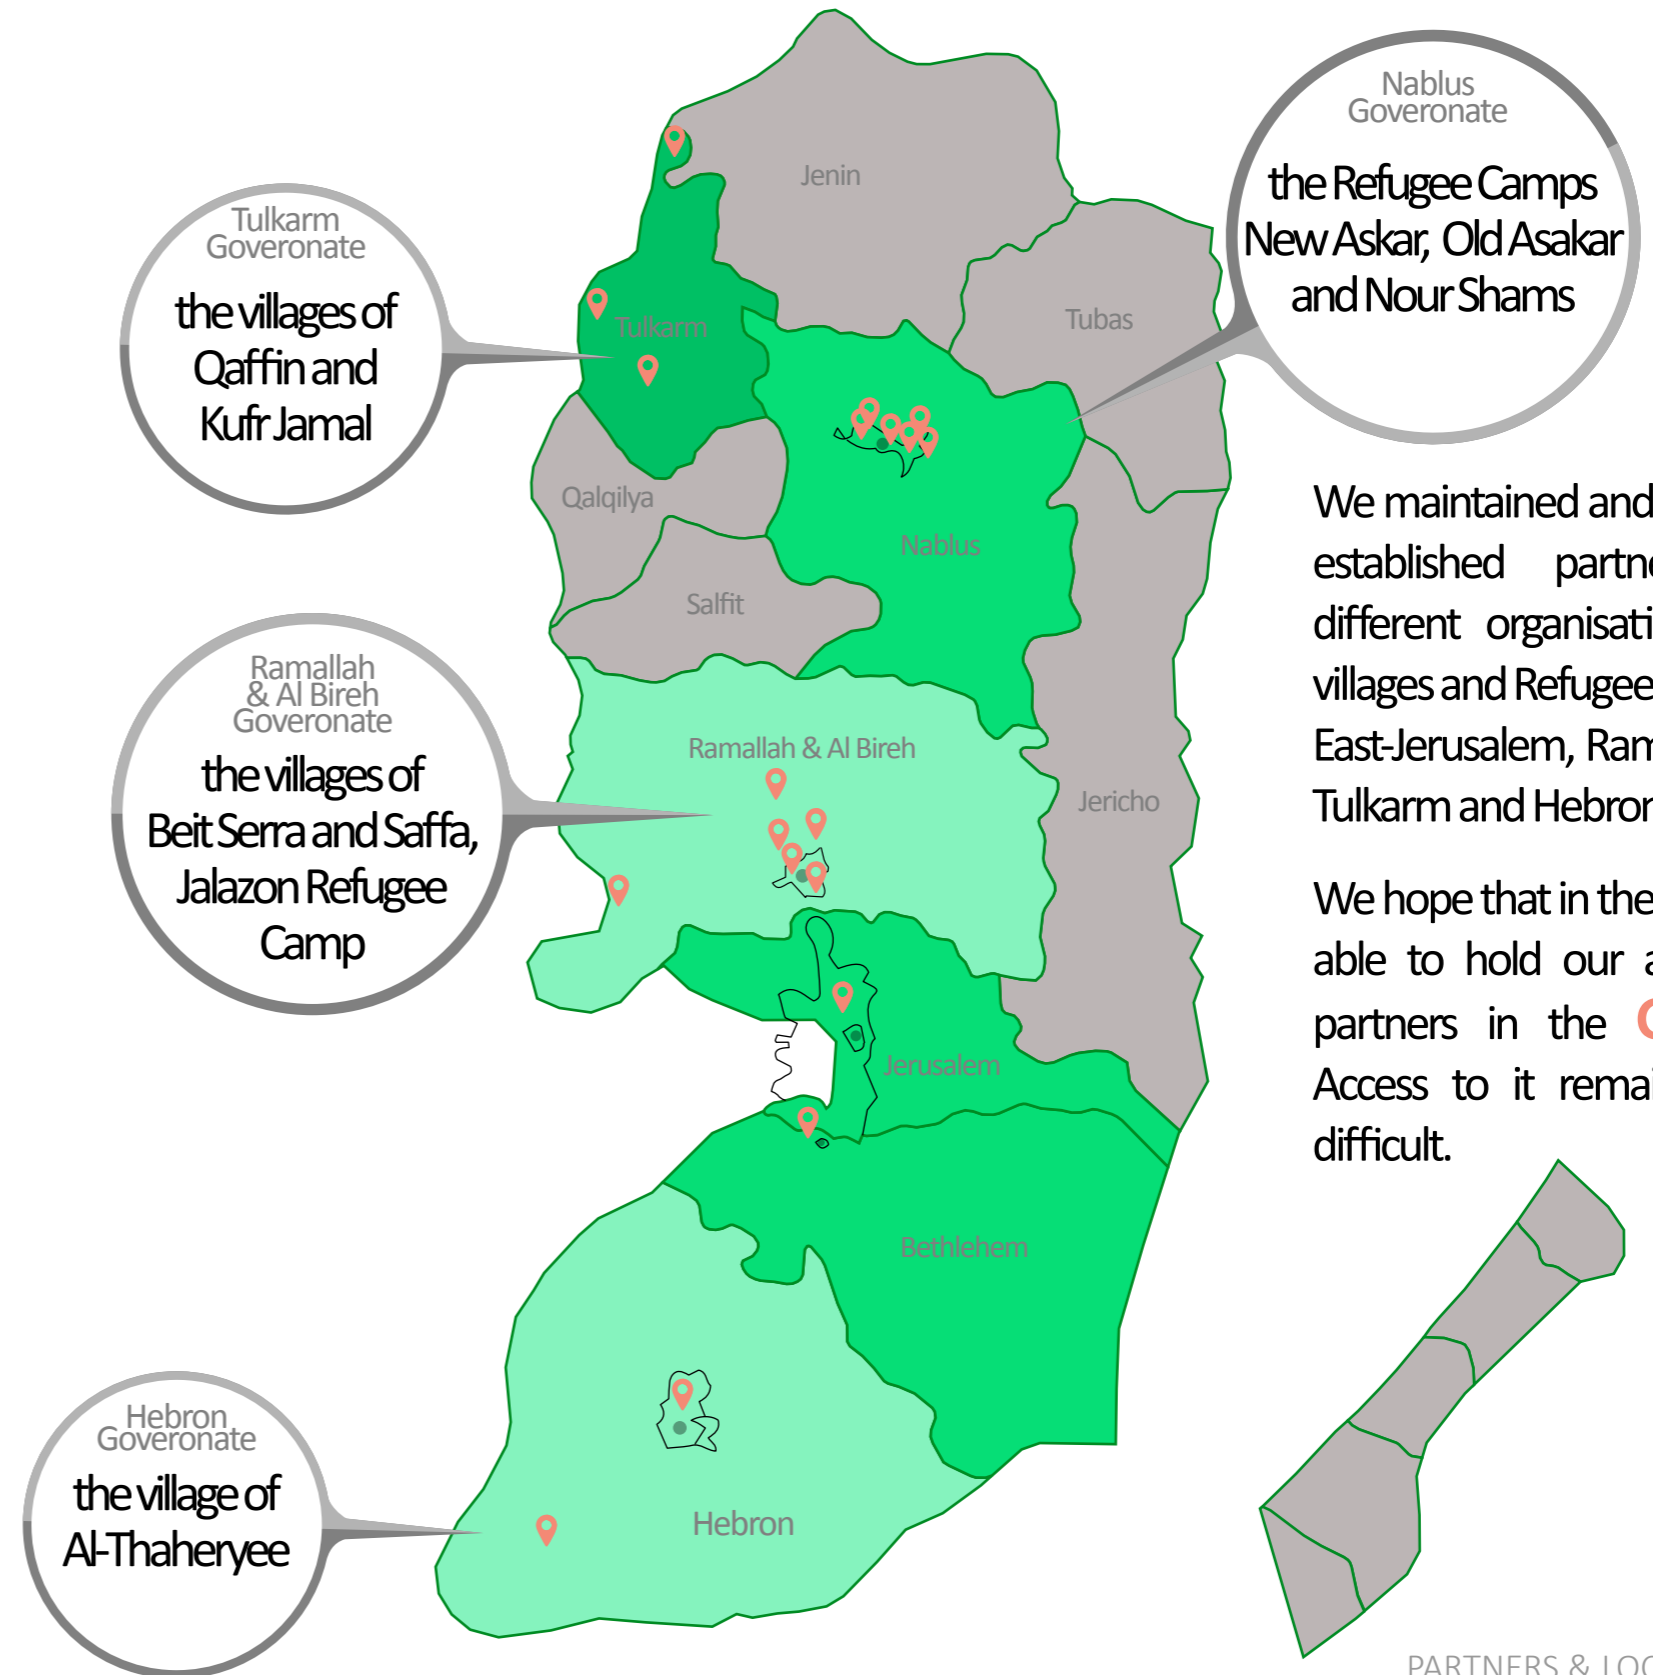 Nablus
Goveronate
the Refugee Camps
New Askar, Old Asakar
and Nour Shams
Tulkarm
Goveronate
the villages of
Qaffin and
Kufr Jamal
Ramallah
& Al Bireh
Goveronate
the villages of
Beit Serra and Saffa,
Jalazon Refugee
Camp
Hebron
Goveronate
the village of
Al-Thaheryee
Jenin
Tubas
Tulkarm
Qalqilya
Nablus
Salfit
Ramallah & Al Bireh
Jericho
Jerusalem
Bethlehem
Hebron
We maintained and
established partne
different organisati
villages and Refugee
East-Jerusalem, Ram
Tulkarm and Hebron
We hope that in the
able to hold our a
partners in the
Access to it remai
difficult.
PARTNERS & LOC